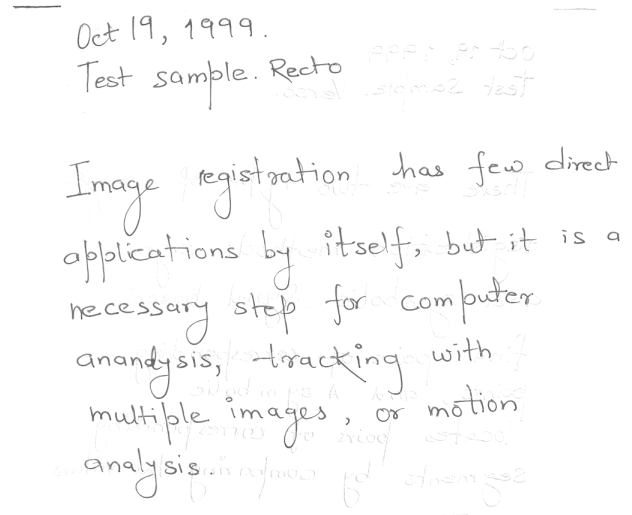 Oct 19, 1999.
Test sample. Recto
Image registration has few direct
applications by itself, but it is a
necessary step for computer
anandysis, tracking with
multiple images, or motion
analysis.